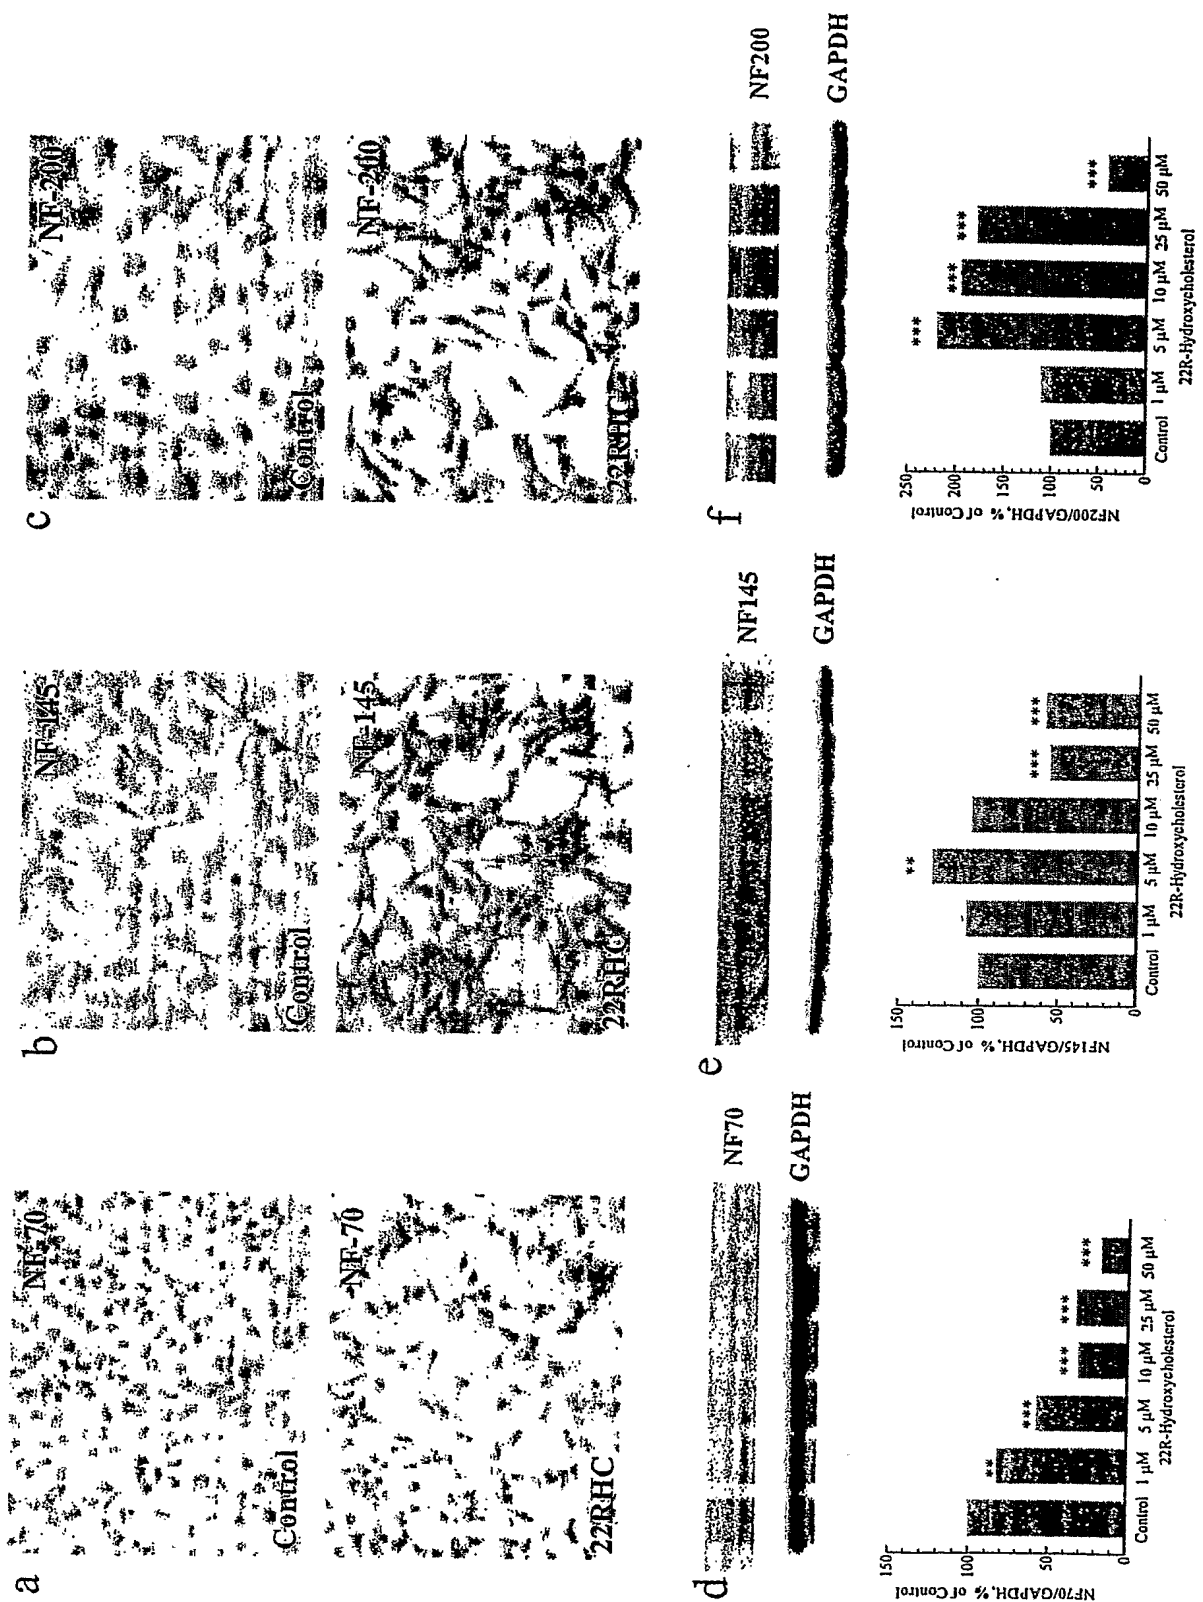 a
NF-70
Control
NF-70
22RHC
b
NF-145
Control
NF-145
22RHC
c
NF-200
Control
NF-200
22RHC
d
NF70
GAPDH
NF70/GAPDH, % of Control
150
100
50
0
** *** *** *** ***
Control 1 µM 5 µM 10 µM 25 µM 50 µM
22R-Hydroxycholesterol
e
NF145
GAPDH
NF145/GAPDH, % of Control
150
100
50
0
** *** ***
Control 1 µM 5 µM 10 µM 25 µM 50 µM
22R-Hydroxycholesterol
f
NF200
GAPDH
NF200/GAPDH, % of Control
250
200
150
100
50
0
*** *** *** ***
Control 1 µM 5 µM 10 µM 25 µM 50 µM
22R-Hydroxycholesterol